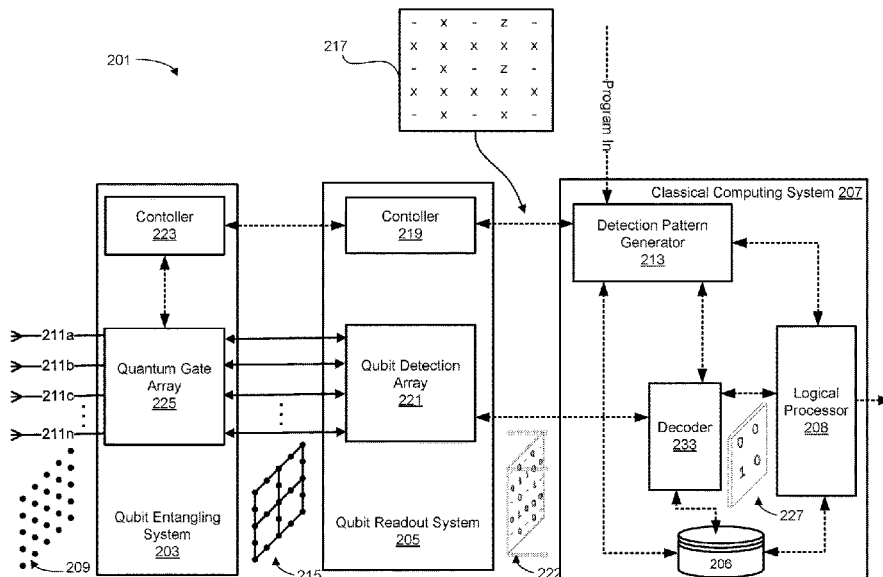 - X - Z -
X X X X X
- X - Z -
X X X X X
- X - X -
217
201
Program In
Classical Computing System 207
Contoller
223
Contoller
219
Detection Pattern
Generator
213
211a
211b
211c
211n
Quantum Gate
Array
225
Qubit Detection
Array
221
Decoder
233
Logical
Processor
208
0 0
1 0
227
Qubit Entangling
System
203
Qubit Readout System
205
206
209
215
222